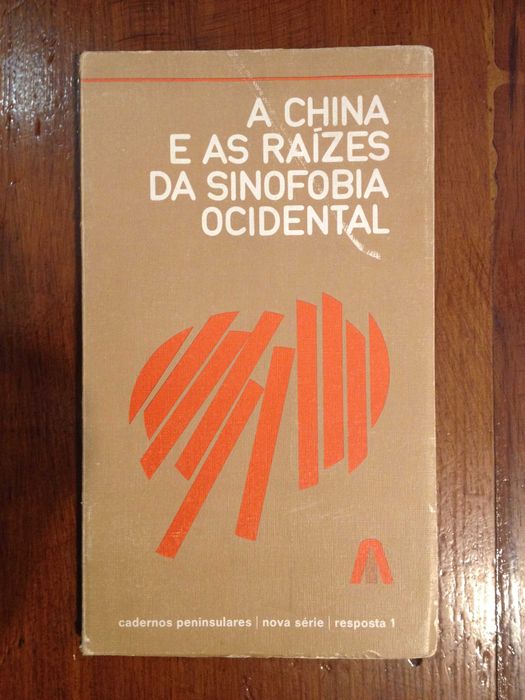 A CHINA
E AS RAÍZES
DA SINOFOBIA
OCIDENTAL
cadernos peninsulares | nova série | resposta 1